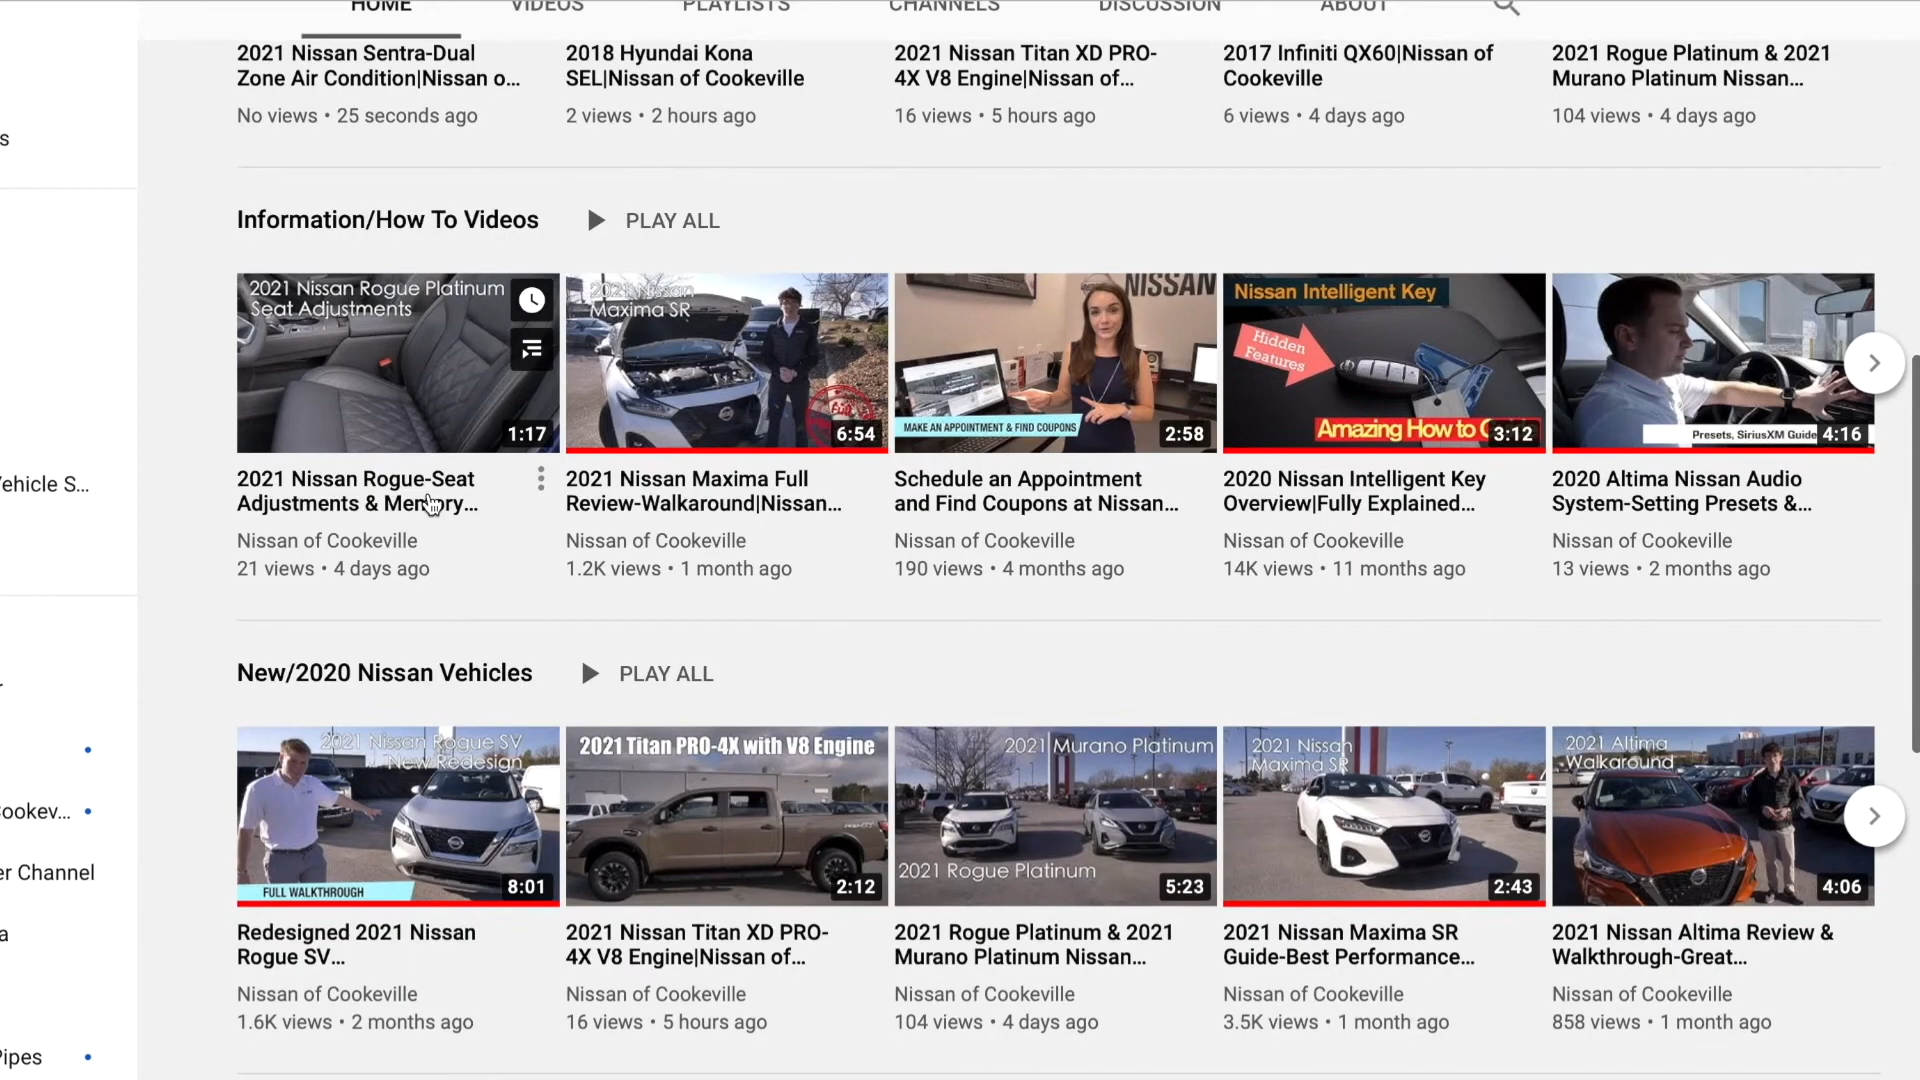 HOME
VIDEOS
PLAYLISTS
CHANNELS
DISCUSSION
ABOUT
2021 Nissan Sentra-Dual
Zone Air Condition|Nissan o...
No views • 25 seconds ago
2018 Hyundai Kona
SEL|Nissan of Cookeville
2 views • 2 hours ago
2021 Nissan Titan XD PRO-
4X V8 Engine|Nissan of...
16 views • 5 hours ago
2017 Infiniti QX60|Nissan of
Cookeville
6 views • 4 days ago
2021 Rogue Platinum & 2021
Murano Platinum Nissan...
104 views • 4 days ago
s
ehicle S...
ookev...
er Channel
a
Pipes
Information/How To Videos
PLAY ALL
2021 Nissan Rogue Platinum
Seat Adjustments
1:17
2021 Nissan Rogue-Seat
Adjustments & Memory...
Nissan of Cookeville
21 views • 4 days ago
2021 Nissan
Maxima SR
6:54
2021 Nissan Maxima Full
Review-Walkaround|Nissan...
Nissan of Cookeville
1.2K views • 1 month ago
NISSAN
MAKE AN APPOINTMENT & FIND COUPONS
2:58
Schedule an Appointment
and Find Coupons at Nissan...
Nissan of Cookeville
190 views • 4 months ago
Nissan Intelligent Key
Hidden
Features
Amazing How to
3:12
2020 Nissan Intelligent Key
Overview|Fully Explained...
Nissan of Cookeville
14K views • 11 months ago
Presets, SiriusXM Guide
4:16
2020 Altima Nissan Audio
System-Setting Presets &...
Nissan of Cookeville
13 views • 2 months ago
New/2020 Nissan Vehicles
PLAY ALL
2021 Nissan Rogue SV
New Redesign
FULL WALKTHROUGH
8:01
Redesigned 2021 Nissan
Rogue SV...
Nissan of Cookeville
1.6K views • 2 months ago
2021 Titan PRO-4X with V8 Engine
2:12
2021 Nissan Titan XD PRO-
4X V8 Engine|Nissan of...
Nissan of Cookeville
16 views • 5 hours ago
2021 Murano Platinum
2021 Rogue Platinum
5:23
2021 Rogue Platinum & 2021
Murano Platinum Nissan...
Nissan of Cookeville
104 views • 4 days ago
2021 Nissan
Maxima SR
2:43
2021 Nissan Maxima SR
Guide-Best Performance...
Nissan of Cookeville
3.5K views • 1 month ago
2021 Altima
Walkaround
4:06
2021 Nissan Altima Review &
Walkthrough-Great...
Nissan of Cookeville
858 views • 1 month ago